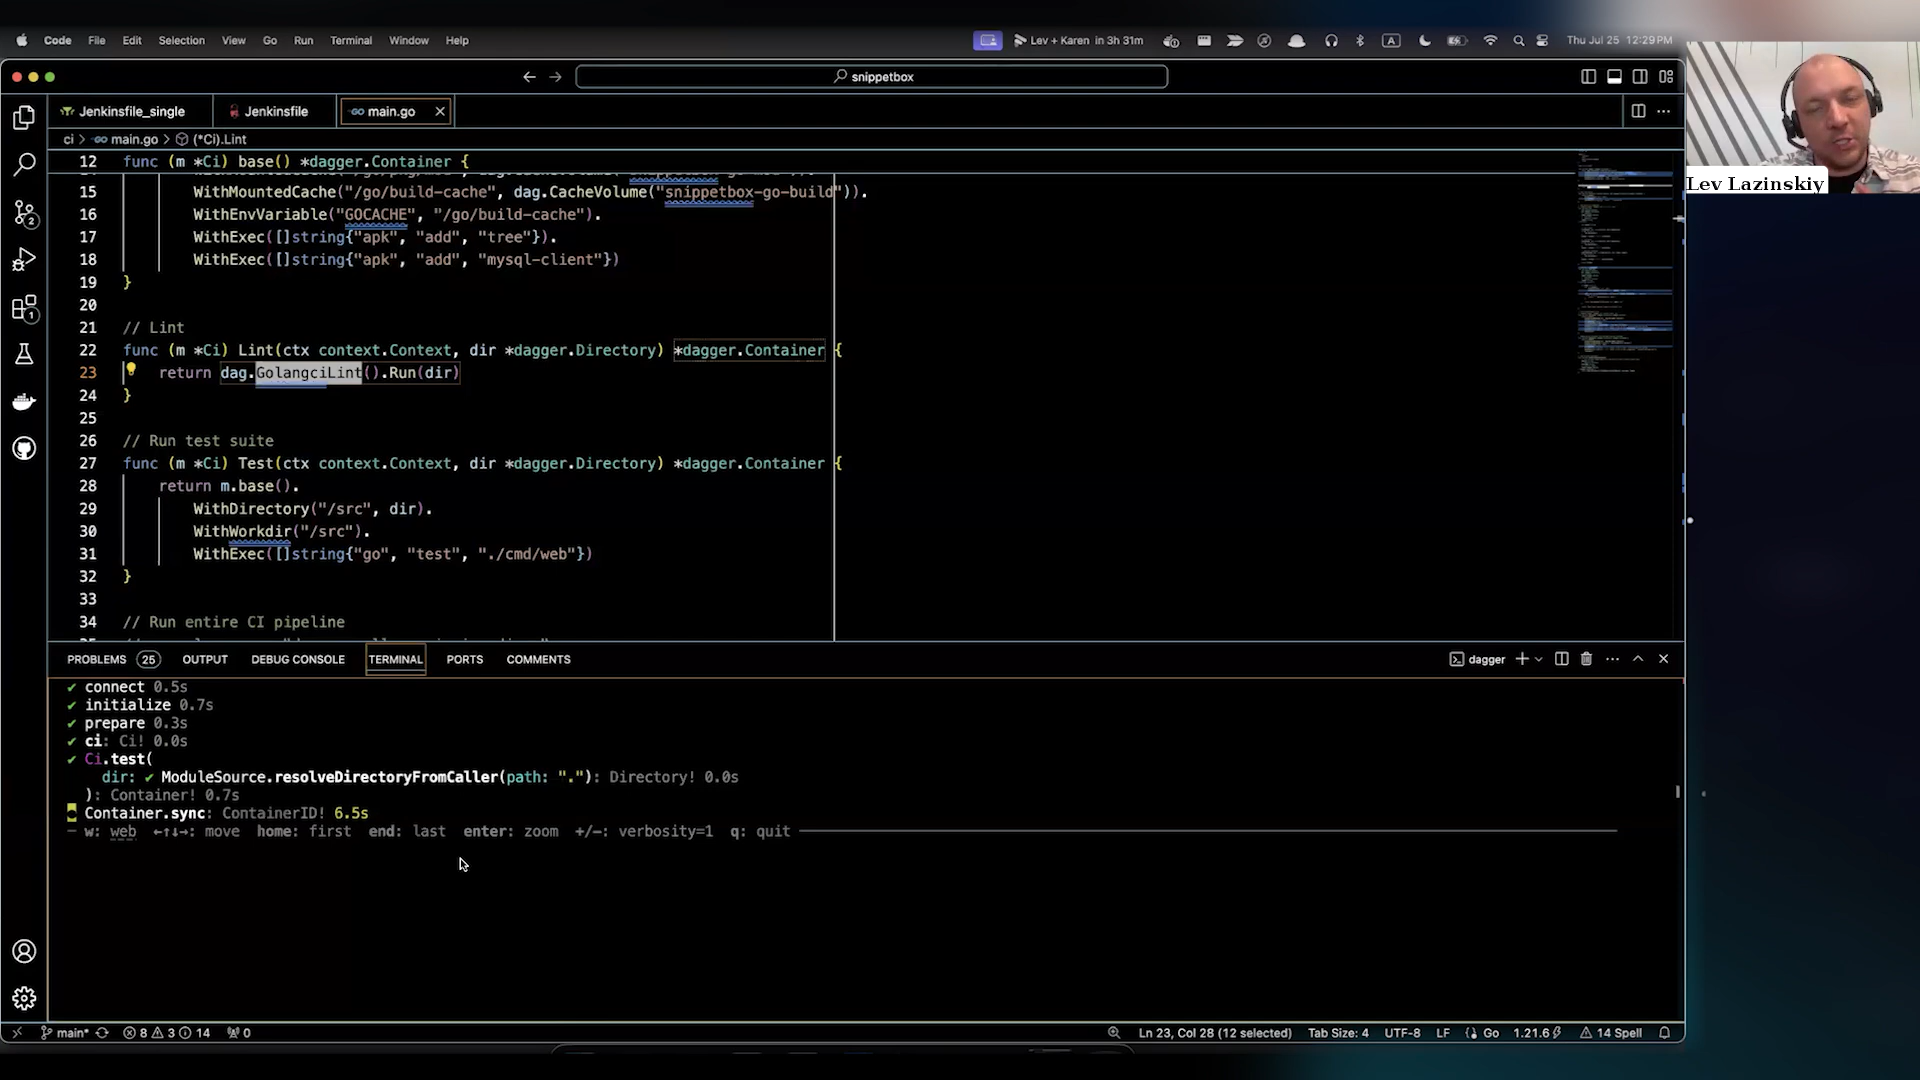 Code File Edit Selection View Go Run Terminal Window Help
Lev + Karen in 3h 31m
A
Thu Jul 25 12:29 PM
snippetbox
Jenkinsfile_single
Jenkinsfile
main.go
ci > main.go > (*Ci).Lint
12 func (m *Ci) base() *dagger.Container {
15 WithMountedCache("/go/build-cache", dag.CacheVolume("snippetbox-go-build")).
16 WithEnvVariable("GOCACHE", "/go/build-cache").
17 WithExec([]string{"apk", "add", "tree"}).
18 WithExec([]string{"apk", "add", "mysql-client"})
19 }
20
21 // Lint
22 func (m *Ci) Lint(ctx context.Context, dir *dagger.Directory) *dagger.Container {
23 return dag.GolangciLint().Run(dir)
24 }
25
26 // Run test suite
27 func (m *Ci) Test(ctx context.Context, dir *dagger.Directory) *dagger.Container {
28 return m.base().
29 WithDirectory("/src", dir).
30 WithWorkdir("/src").
31 WithExec([]string{"go", "test", "./cmd/web"})
32 }
33
34 // Run entire CI pipeline
2
1
PROBLEMS 25 OUTPUT DEBUG CONSOLE TERMINAL PORTS COMMENTS
dagger
✔ connect 0.5s
✔ initialize 0.7s
✔ prepare 0.3s
✔ ci: Ci! 0.0s
✔ Ci.test(
dir: ✔ ModuleSource.resolveDirectoryFromCaller(path: "."): Directory! 0.0s
): Container! 0.7s
Container.sync: ContainerID! 6.5s
w: web ←↑↓→: move home: first end: last enter: zoom +/-: verbosity=1 q: quit
main* 8 3 14 0
Ln 23, Col 28 (12 selected) Tab Size: 4 UTF-8 LF Go 1.21.6 14 Spell
Lev Lazinskiy